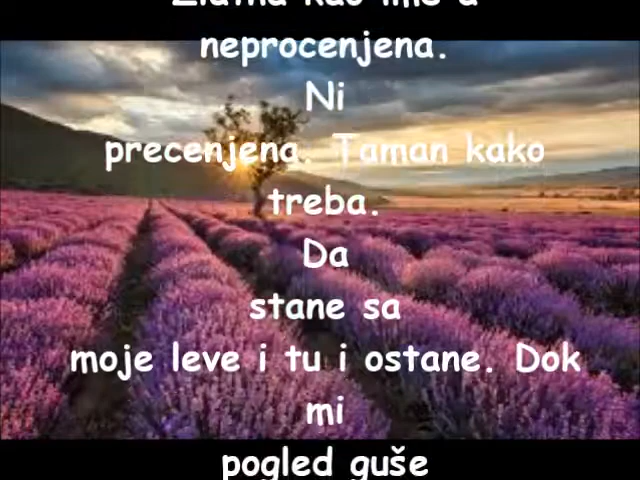 Zlatna kao ime a
neprocenjena.
Ni
precenjena. Taman kako
treba.
Da
stane sa
moje leve i tu i ostane. Dok
mi
pogled guše